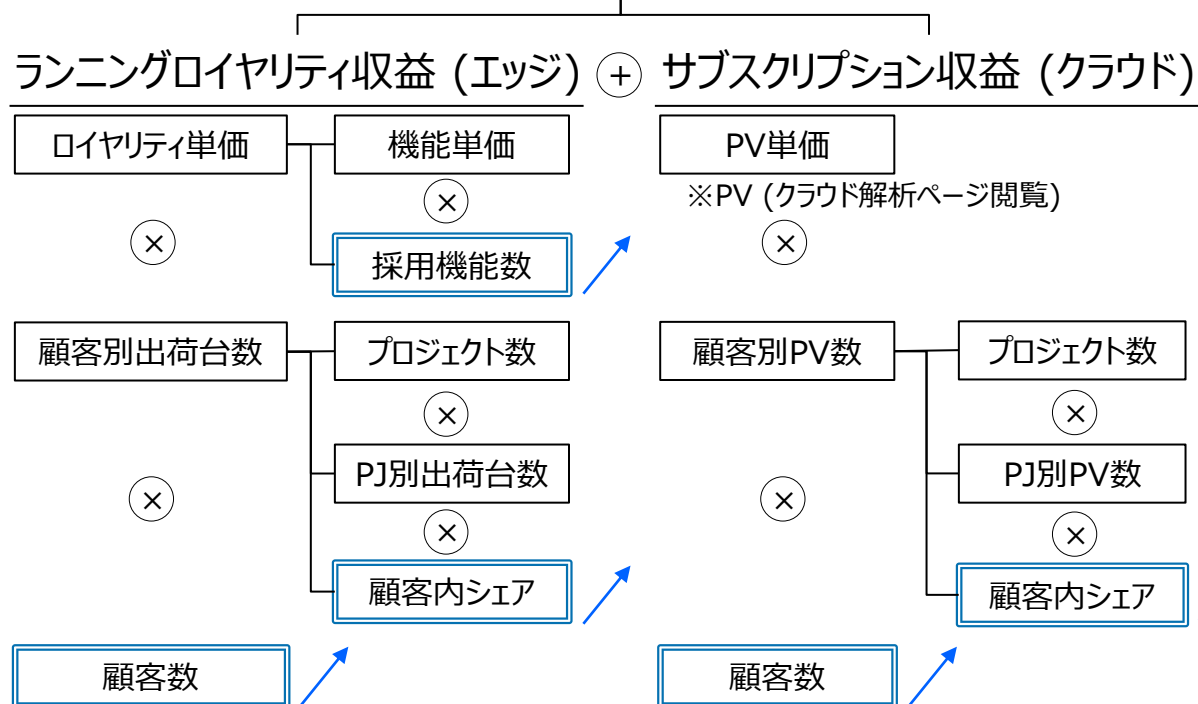 ランニングロイヤリティ収益 (エッジ) + サブスクリプション収益 (クラウド)
ロイヤリティ単価
機能単価
PV単価
※PV (クラウド解析ページ閲覧)
×
×
×
採用機能数
顧客別出荷台数
プロジェクト数
顧客別PV数
プロジェクト数
×
×
PJ別出荷台数
PJ別PV数
×
×
×
×
顧客内シェア
顧客内シェア
顧客数
顧客数